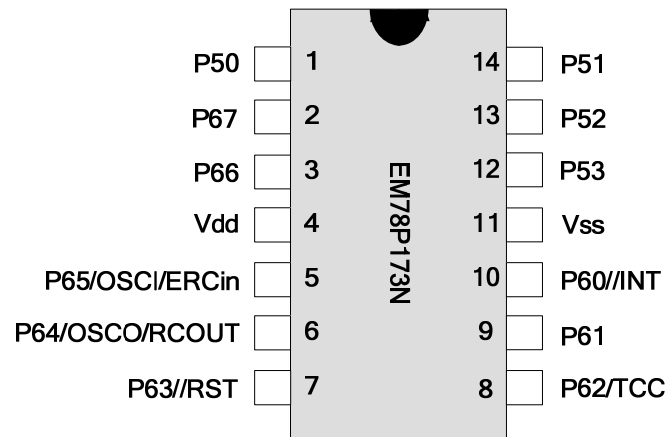 P50 1 14 P51
P67 2 13 P52
P66 3 12 P53
Vdd 4 11 Vss
P65/OSCI/ERCin 5 10 P60//INT
P64/OSCO/RCOUT 6 9 P61
P63//RST 7 8 P62/TCC
EM78P173N